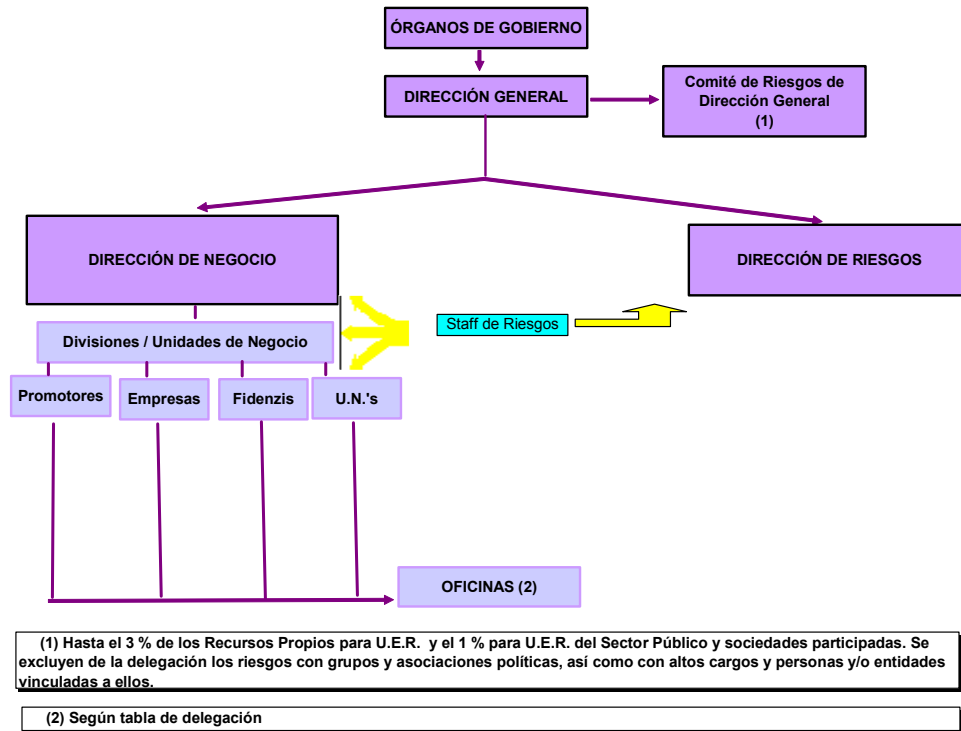 ÓRGANOS DE GOBIERNO
DIRECCIÓN GENERAL
Comité de Riesgos de
Dirección General
(1)
DIRECCIÓN DE NEGOCIO
DIRECCIÓN DE RIESGOS
Staff de Riesgos
Divisiones / Unidades de Negocio
Promotores
Empresas
Fidenzis
U.N.'s
OFICINAS (2)
(1) Hasta el 3 % de los Recursos Propios para U.E.R. y el 1 % para U.E.R. del Sector Público y sociedades participadas. Se
excluyen de la delegación los riesgos con grupos y asociaciones políticas, así como con altos cargos y personas y/o entidades
vinculadas a ellos.
(2) Según tabla de delegación